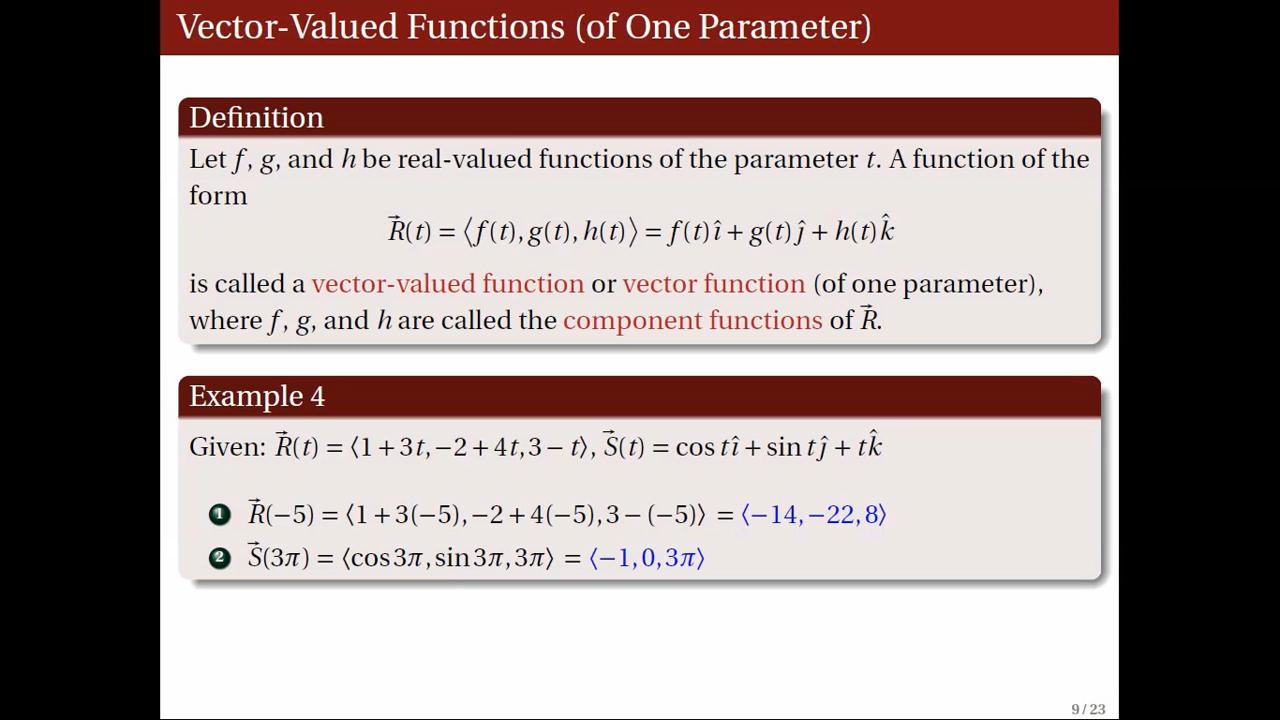 Vector-Valued Functions (of One Parameter)
Definition
Let f, g, and h be real-valued functions of the parameter t. A function of the
form
R⃗(t) = ⟨f(t), g(t), h(t)⟩ = f(t)î + g(t)ĵ + h(t)k̂
is called a vector-valued function or vector function (of one parameter),
where f, g, and h are called the component functions of R⃗.
Example 4
Given: R⃗(t) = ⟨1 + 3t, −2 + 4t, 3 − t⟩, S⃗(t) = cos tî + sin tĵ + tk̂
1 R⃗(−5) = ⟨1 + 3(−5), −2 + 4(−5), 3 − (−5)⟩ = ⟨−14, −22, 8⟩
2 S⃗(3π) = ⟨cos 3π, sin 3π, 3π⟩ = ⟨−1, 0, 3π⟩
9 / 23